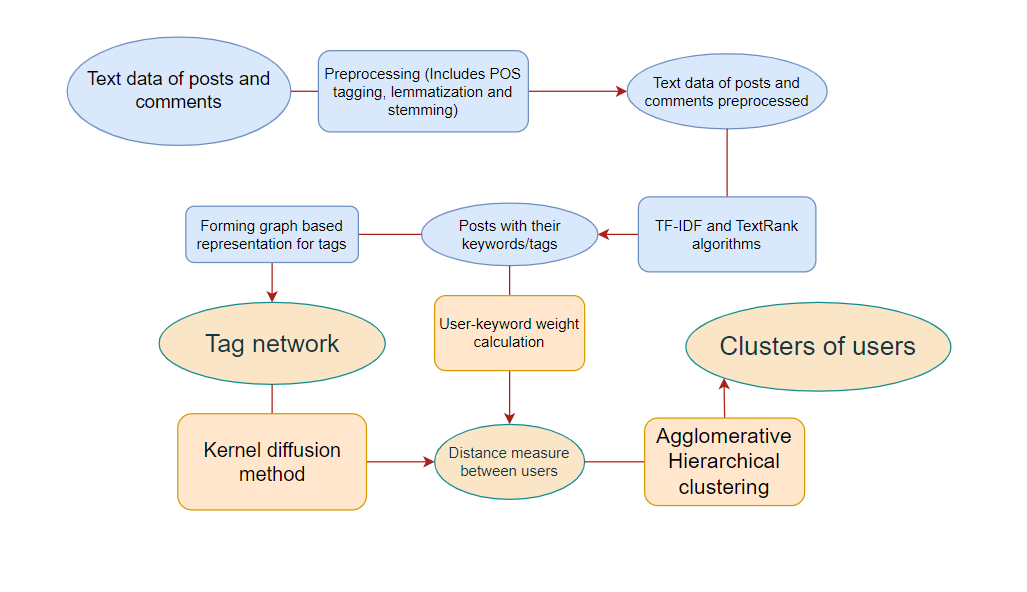 Text data of posts and
comments
Preprocessing (Includes POS
tagging, lemmatization and
stemming)
Text data of posts and
comments preprocessed
Forming graph based
representation for tags
Posts with their
keywords/tags
TF-IDF and TextRank
algorithms
Tag network
User-keyword weight
calculation
Clusters of users
Kernel diffusion
method
Distance measure
between users
Agglomerative
Hierarchical
clustering